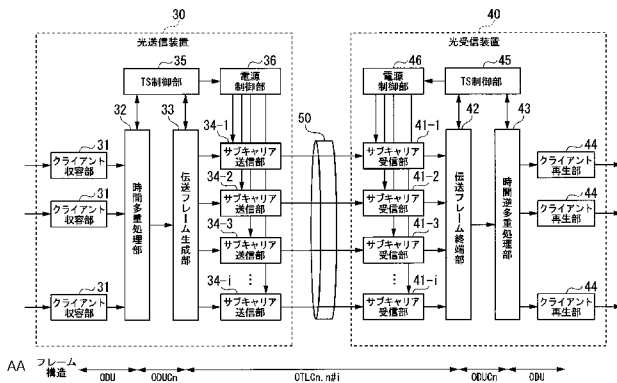 30
40
光送信装置
光受信装置
35
36
46
45
TS制御部
電源
制御部
電源
制御部
TS制御部
32
33
34-1
50
41-1
42
43
31
クライアント
収容部
サブキャリア
送信部
サブキャリア
受信部
44
クライアント
再生部
31
クライアント
収容部
34-2
サブキャリア
送信部
41-2
サブキャリア
受信部
44
クライアント
再生部
時間多重処理部
伝送フレーム生成部
伝送フレーム終端部
時間逆多重処理部
34-3
サブキャリア
送信部
41-3
サブキャリア
受信部
⋮
⋮
31
クライアント
収容部
34-i
サブキャリア
送信部
41-i
サブキャリア
受信部
44
クライアント
再生部
AA フレーム
構造
ODU
ODUCn
OTLCn.n#i
ODUCn
ODU